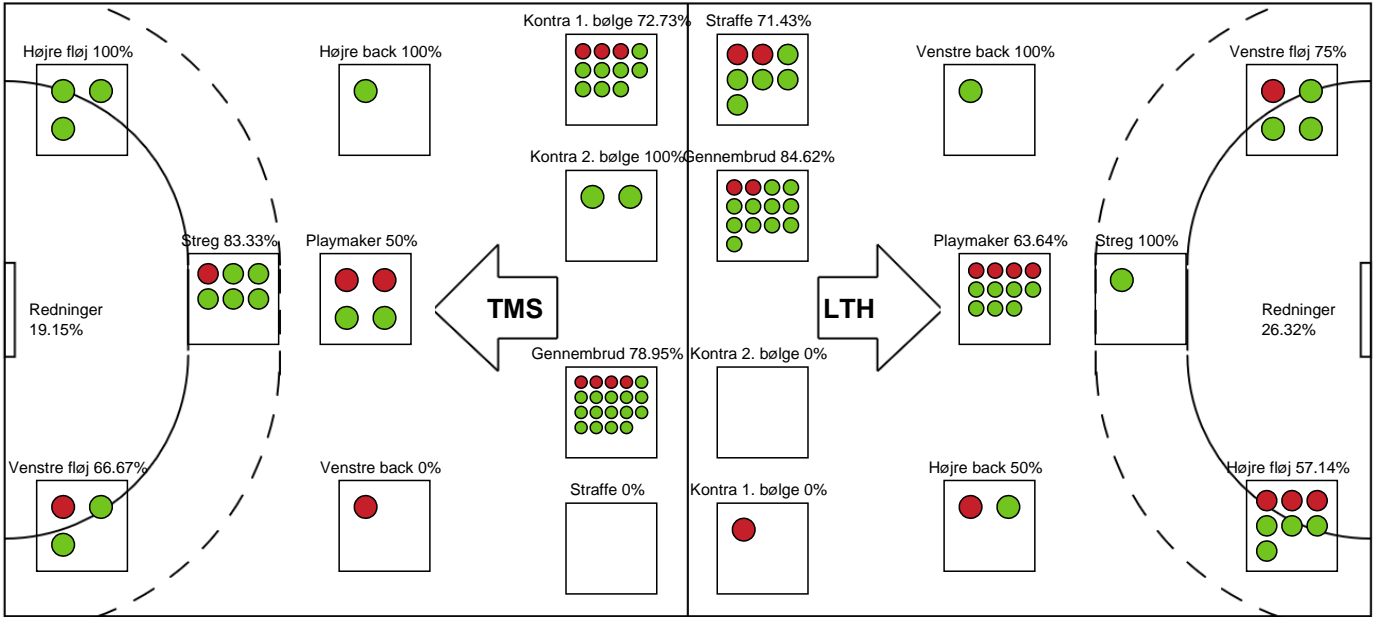 Kontra 1. bølge 72.73%
Straffe 71.43%
Højre fløj 100%
Højre back 100%
Venstre back 100%
Venstre fløj 75%
Kontra 2. bølge 100%
Gennembrud 84.62%
Streg 83.33%
Playmaker 50%
Playmaker 63.64%
Streg 100%
Redninger
19.15%
TMS
LTH
Redninger
26.32%
Gennembrud 78.95%
Kontra 2. bølge 0%
Venstre fløj 66.67%
Venstre back 0%
Højre back 50%
Højre fløj 57.14%
Straffe 0%
Kontra 1. bølge 0%